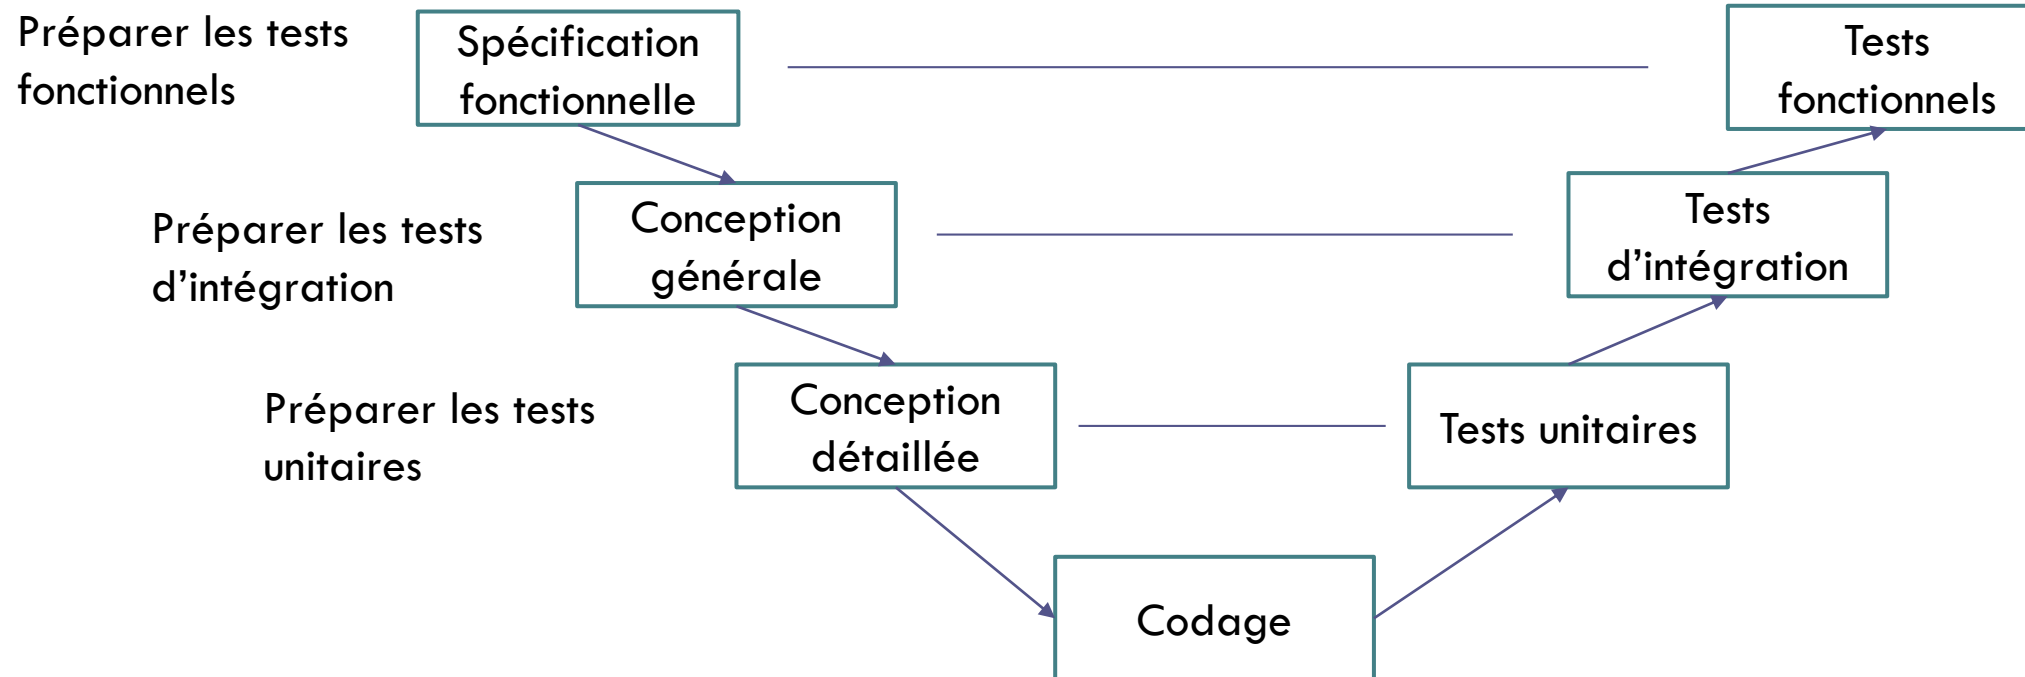 Préparer les tests
fonctionnels
Spécification
fonctionnelle
Tests
fonctionnels
Préparer les tests
d’intégration
Conception
générale
Tests
d’intégration
Préparer les tests
unitaires
Conception
détaillée
Tests unitaires
Codage